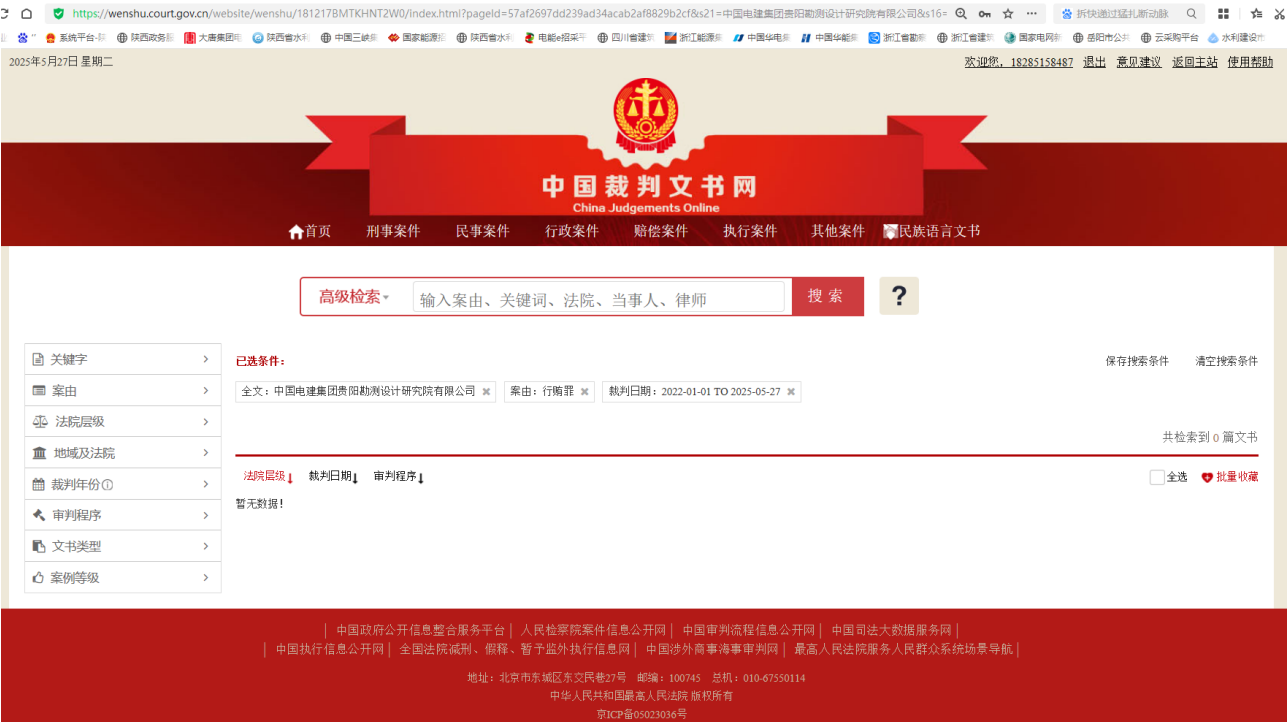 https://wenshu.court.gov.cn/website/wenshu/181217BMTKHNT2W0/index.html?pageId=57af2697dd239ad34acab2af8829b2cf&s21=中国电建集团贵阳勘测设计研究院有限公司&s16= 拆快递过猛扎断动脉
系统平台- 陕西政务服 大唐集团电 陕西省水利 中国三峡集 国家能源招 陕西省水利 电能e招采平 四川省建筑 浙江能源集 中国华电集 中国华能集 浙江省勘察 浙江省建筑 国家电网 岳阳市公共 云采购平台 水利建设市
2025年5月27日 星期二 欢迎您，18285158487 退出 意见建议 返回主站 使用帮助
中国裁判文书网
China Judgements Online
首页 刑事案件 民事案件 行政案件 赔偿案件 执行案件 其他案件 民族语言文书
高级检索 输入案由、关键词、法院、当事人、律师 搜 索 ?
关键字 已选条件： 保存搜索条件 清空搜索条件
案由 全文：中国电建集团贵阳勘测设计研究院有限公司 案由：行贿罪 裁判日期：2022-01-01 TO 2025-05-27
法院层级
共检索到 0 篇文书
地域及法院
裁判年份 法院层级 裁判日期 审判程序 全选 批量收藏
暂无数据！
审判程序
文书类型
案例等级
| 中国政府公开信息整合服务平台 | 人民检察院案件信息公开网 | 中国审判流程信息公开网 | 中国司法大数据服务网 |
| 中国执行信息公开网 | 全国法院减刑、假释、暂予监外执行信息网 | 中国涉外商事海事审判网 | 最高人民法院服务人民群众系统场景导航 |
地址：北京市东城区东交民巷27号 邮编：100745 总机：010-67550114
中华人民共和国最高人民法院 版权所有
京ICP备05023036号